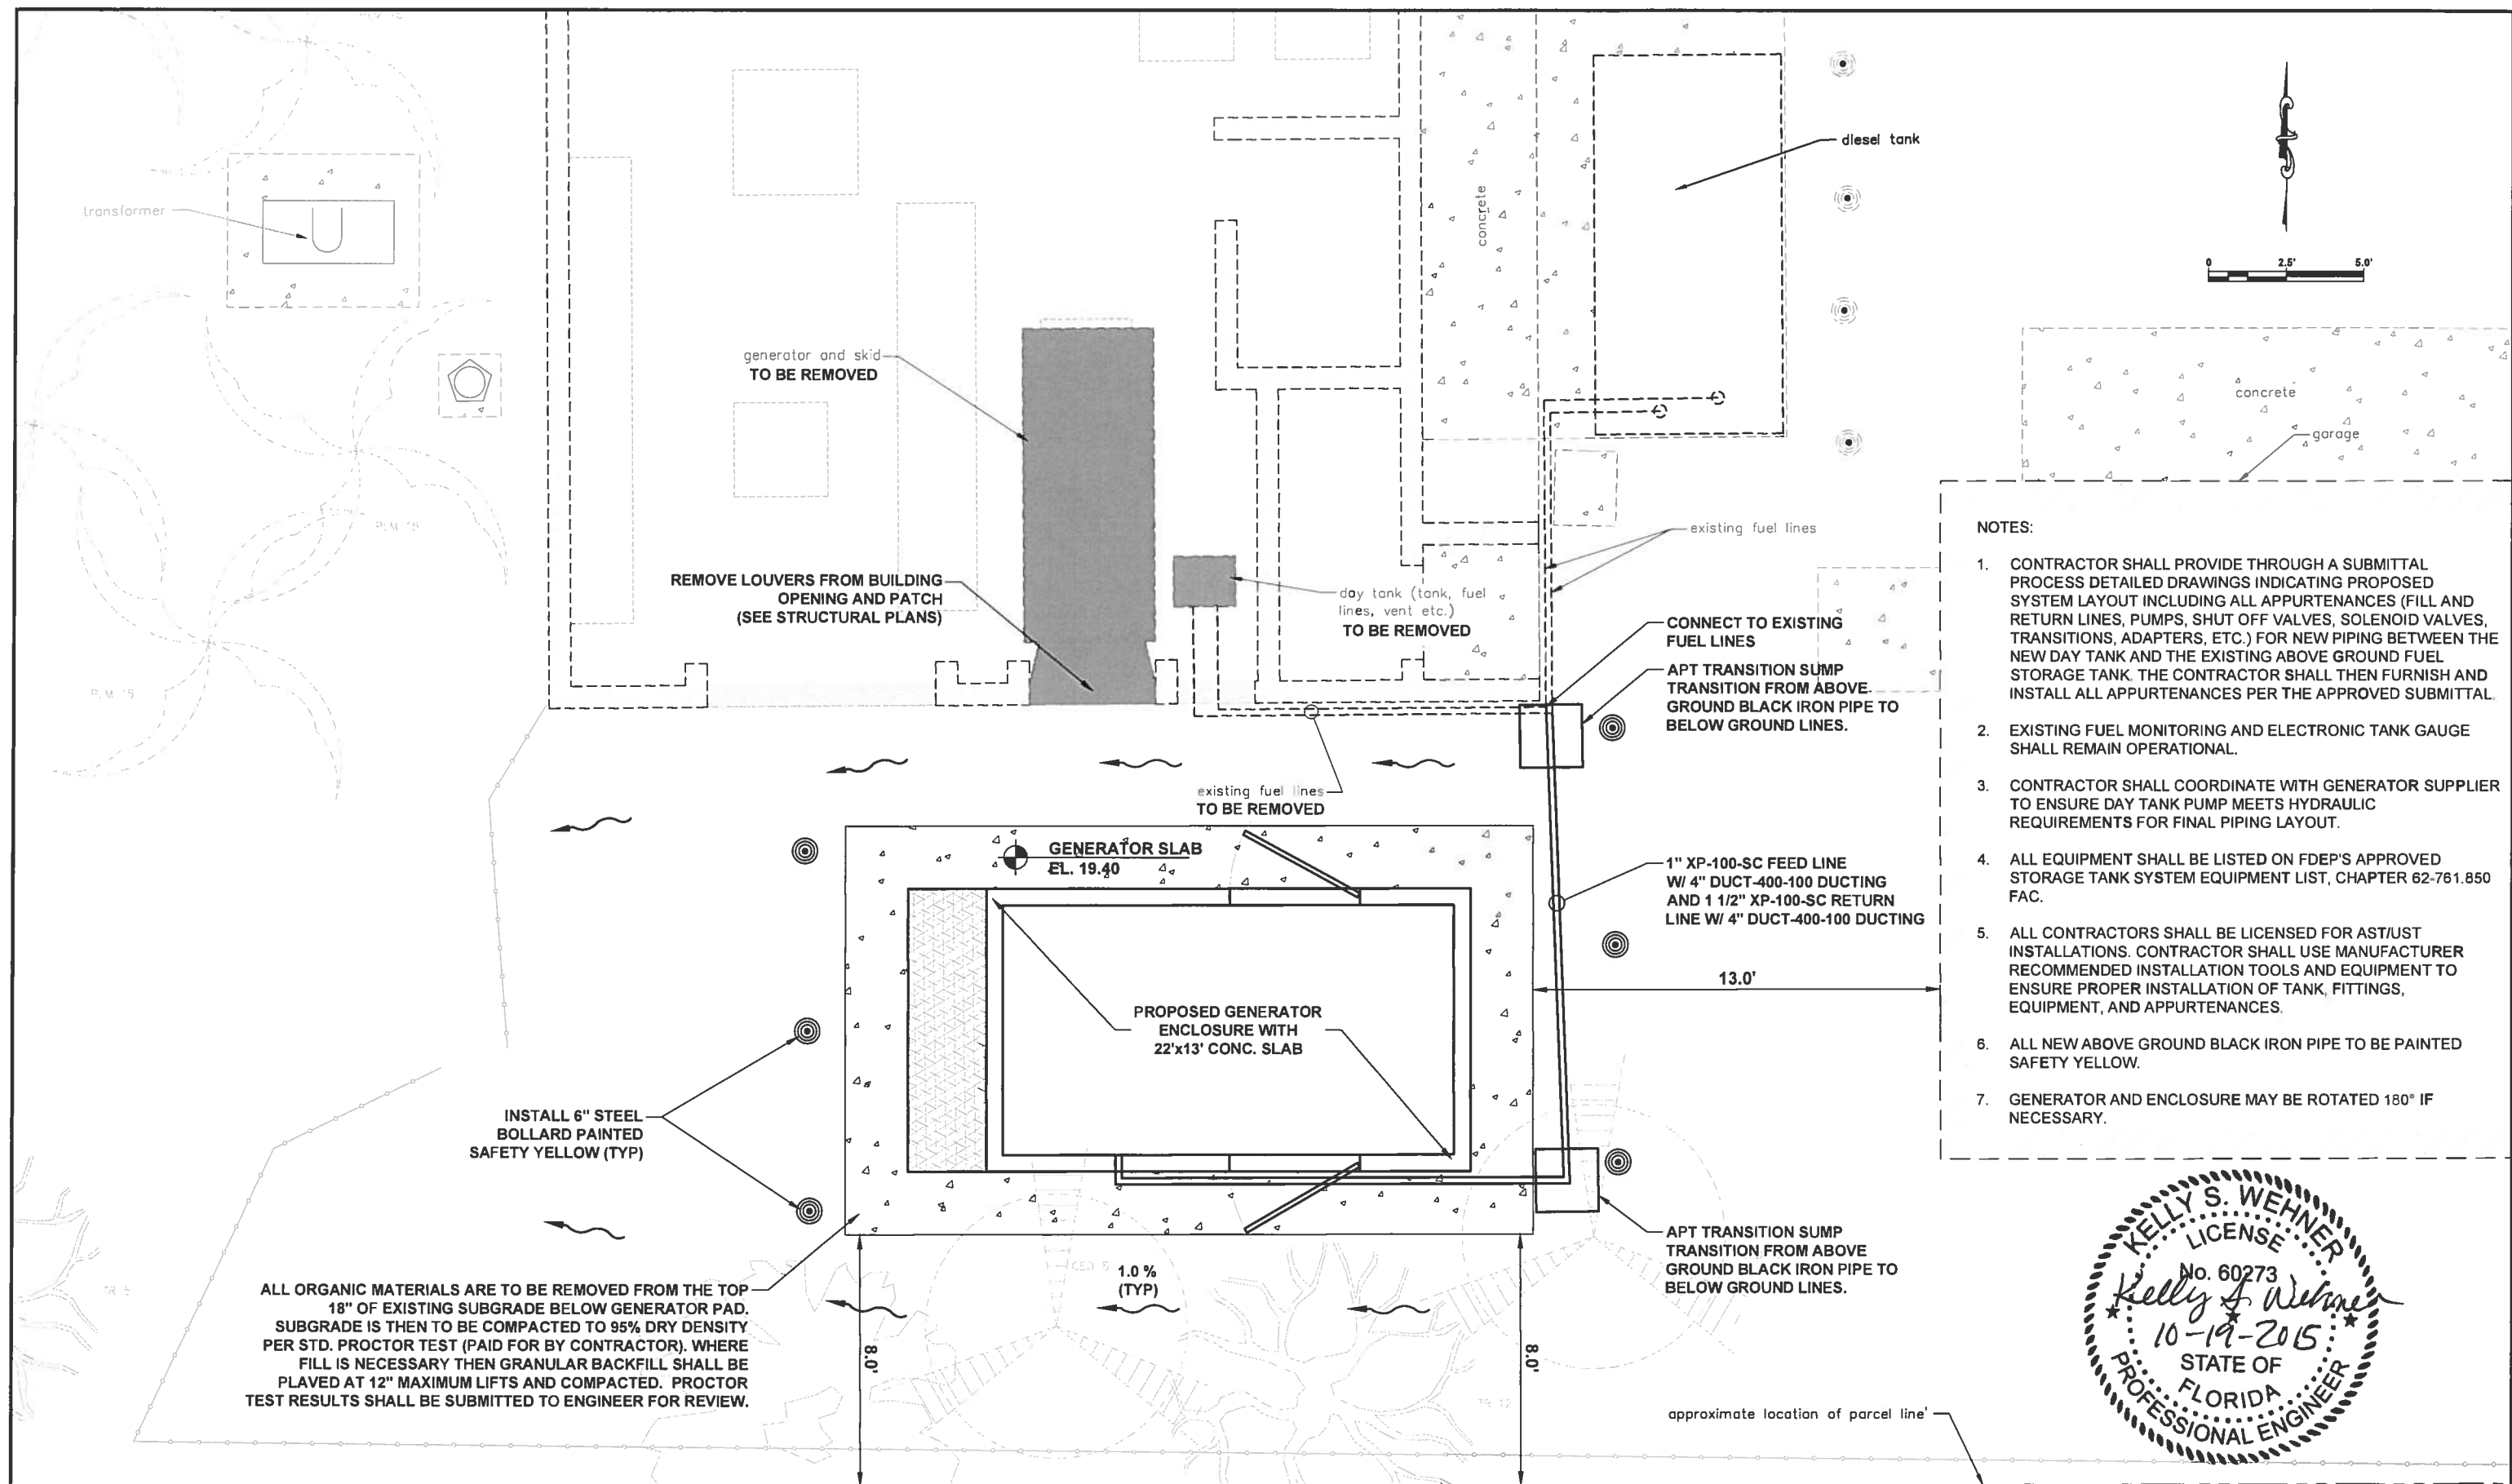 transformer
diesel tank
0 2.5' 5.0'
concrete
generator and skid
TO BE REMOVED
concrete
garage
existing fuel lines
REMOVE LOUVERS FROM BUILDING
OPENING AND PATCH
(SEE STRUCTURAL PLANS)
day tank (tank, fuel
lines, vent etc.)
TO BE REMOVED
CONNECT TO EXISTING
FUEL LINES
APT TRANSITION SUMP
TRANSITION FROM ABOVE
GROUND BLACK IRON PIPE TO
BELOW GROUND LINES.
existing fuel lines
TO BE REMOVED
GENERATOR SLAB
EL. 19.40
1" XP-100-SC FEED LINE
W/ 4" DUCT-400-100 DUCTING
AND 1 1/2" XP-100-SC RETURN
LINE W/ 4" DUCT-400-100 DUCTING
13.0'
PROPOSED GENERATOR
ENCLOSURE WITH
22'x13' CONC. SLAB
INSTALL 6" STEEL
BOLLARD PAINTED
SAFETY YELLOW (TYP)
APT TRANSITION SUMP
TRANSITION FROM ABOVE
GROUND BLACK IRON PIPE TO
BELOW GROUND LINES.
1.0 %
(TYP)
ALL ORGANIC MATERIALS ARE TO BE REMOVED FROM THE TOP
18" OF EXISTING SUBGRADE BELOW GENERATOR PAD.
SUBGRADE IS THEN TO BE COMPACTED TO 95% DRY DENSITY
PER STD. PROCTOR TEST (PAID FOR BY CONTRACTOR). WHERE
FILL IS NECESSARY THEN GRANULAR BACKFILL SHALL BE
PLAVED AT 12" MAXIMUM LIFTS AND COMPACTED. PROCTOR
TEST RESULTS SHALL BE SUBMITTED TO ENGINEER FOR REVIEW.
8.0'
8.0'
approximate location of parcel line'
NOTES:
1. CONTRACTOR SHALL PROVIDE THROUGH A SUBMITTAL
PROCESS DETAILED DRAWINGS INDICATING PROPOSED
SYSTEM LAYOUT INCLUDING ALL APPURTENANCES (FILL AND
RETURN LINES, PUMPS, SHUT OFF VALVES, SOLENOID VALVES,
TRANSITIONS, ADAPTERS, ETC.) FOR NEW PIPING BETWEEN THE
NEW DAY TANK AND THE EXISTING ABOVE GROUND FUEL
STORAGE TANK. THE CONTRACTOR SHALL THEN FURNISH AND
INSTALL ALL APPURTENANCES PER THE APPROVED SUBMITTAL.
2. EXISTING FUEL MONITORING AND ELECTRONIC TANK GAUGE
SHALL REMAIN OPERATIONAL.
3. CONTRACTOR SHALL COORDINATE WITH GENERATOR SUPPLIER
TO ENSURE DAY TANK PUMP MEETS HYDRAULIC
REQUIREMENTS FOR FINAL PIPING LAYOUT.
4. ALL EQUIPMENT SHALL BE LISTED ON FDEP'S APPROVED
STORAGE TANK SYSTEM EQUIPMENT LIST, CHAPTER 62-761.850
FAC.
5. ALL CONTRACTORS SHALL BE LICENSED FOR AST/UST
INSTALLATIONS. CONTRACTOR SHALL USE MANUFACTURER
RECOMMENDED INSTALLATION TOOLS AND EQUIPMENT TO
ENSURE PROPER INSTALLATION OF TANK, FITTINGS,
EQUIPMENT, AND APPURTENANCES.
6. ALL NEW ABOVE GROUND BLACK IRON PIPE TO BE PAINTED
SAFETY YELLOW.
7. GENERATOR AND ENCLOSURE MAY BE ROTATED 180° IF
NECESSARY.
KELLY S. WEHNER
LICENSE
No. 60273
Kelly S. Wehner
10-19-2015
STATE OF
FLORIDA
PROFESSIONAL ENGINEER